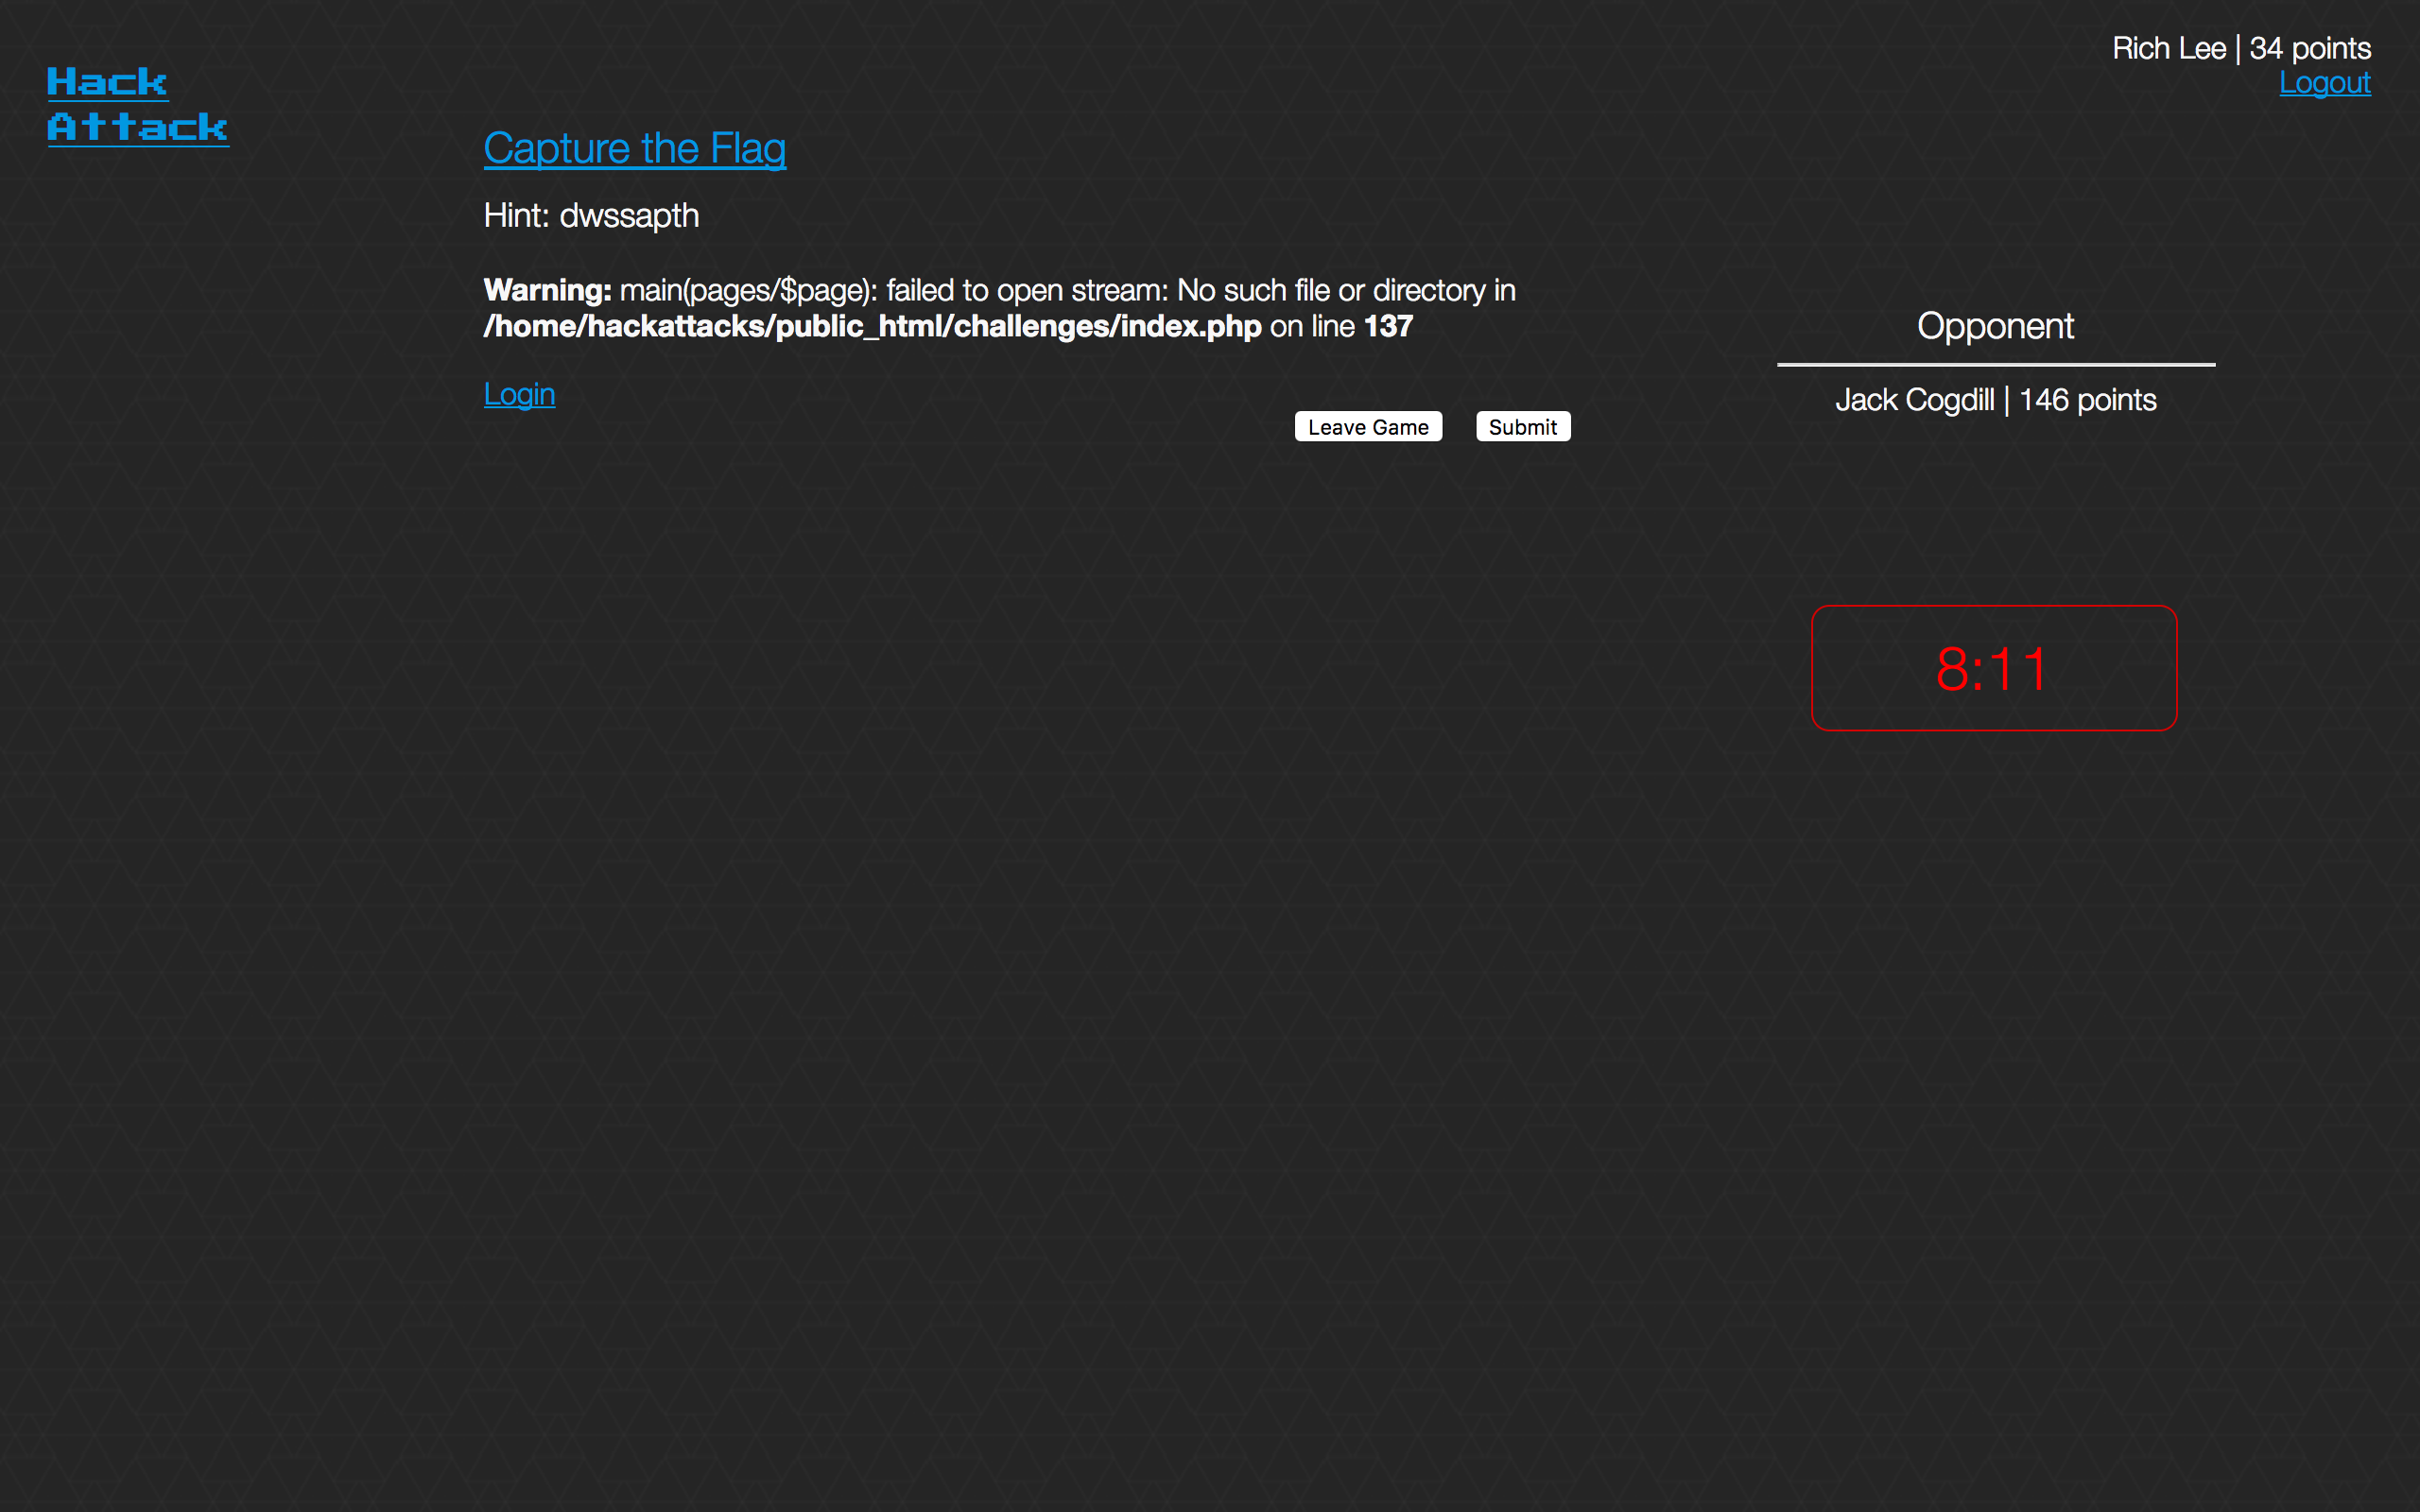 Rich Lee | 34 points
Logout
Hack
Attack
Capture the Flag
Hint: dwssapth
Warning: main(pages/$page): failed to open stream: No such file or directory in
/home/hackattacks/public_html/challenges/index.php on line 137
Login
Leave Game
Submit
Opponent
Jack Cogdill | 146 points
8:11